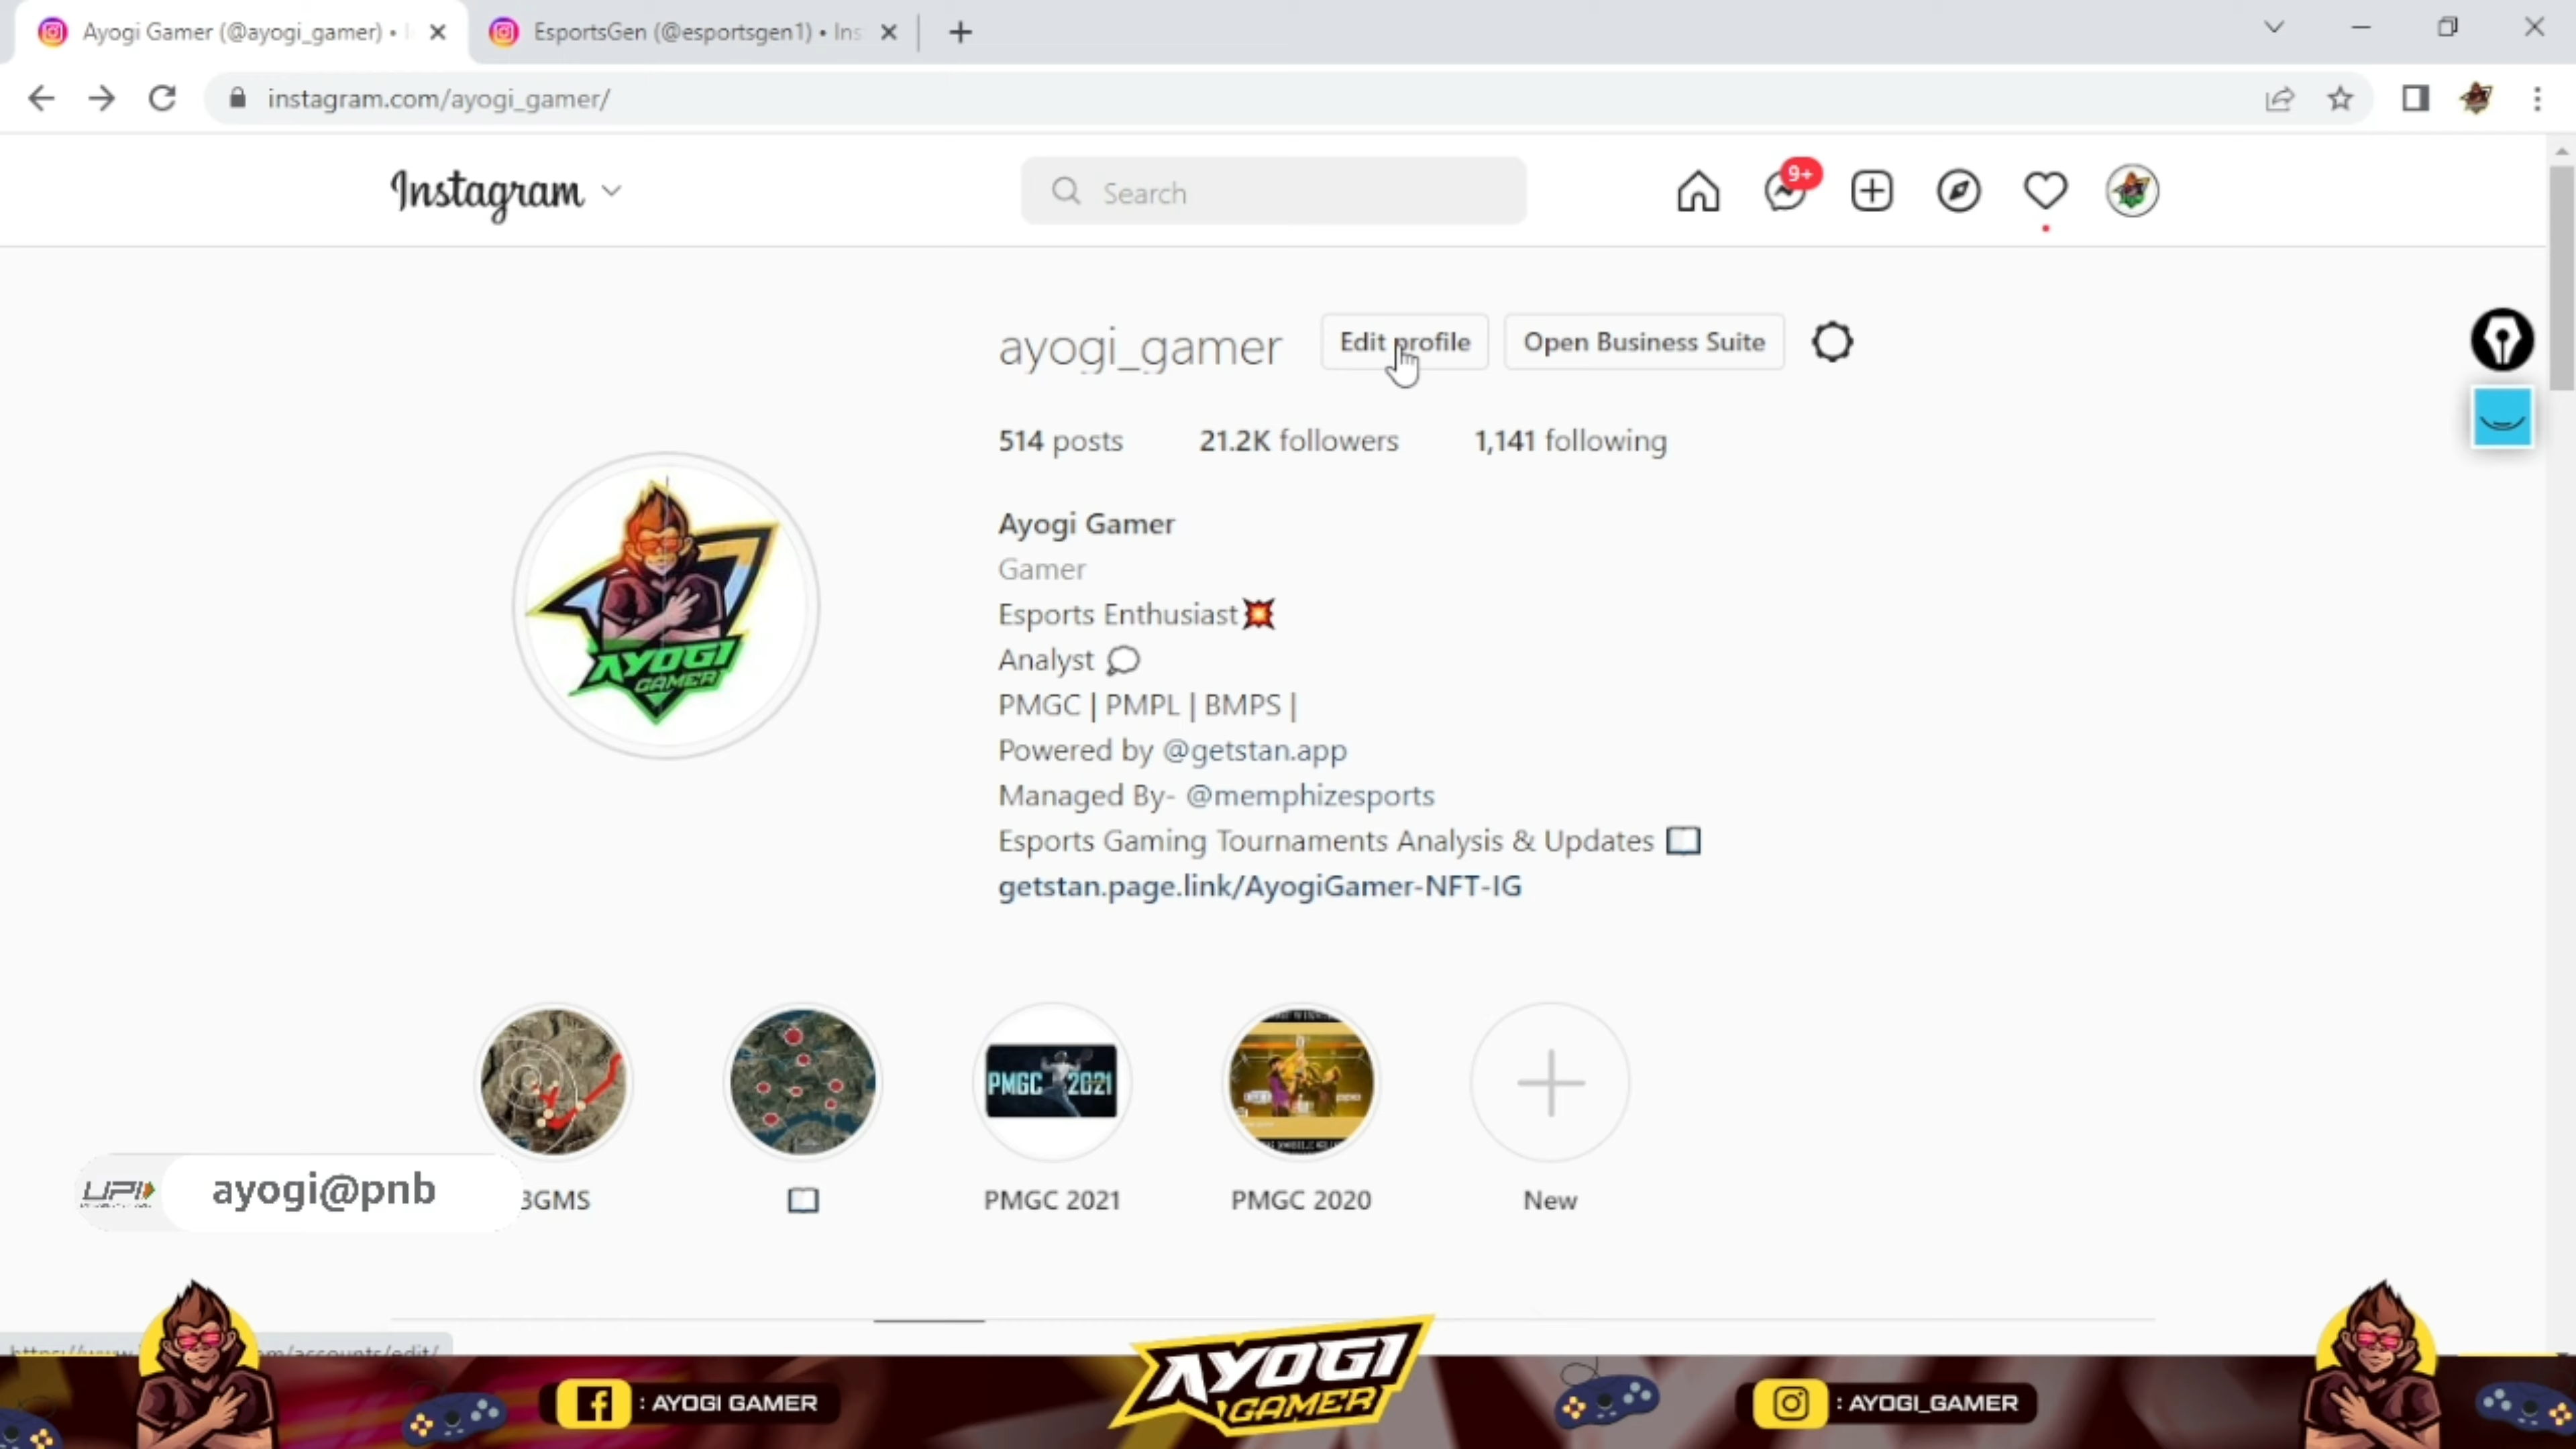 Ayogi Gamer (@ayogi_gamer) •
EsportsGen (@esportsgen1) • Ins
instagram.com/ayogi_gamer/
Instagram
Search
9+
ayogi_gamer
Edit profile
Open Business Suite
514 posts
21.2K followers
1,141 following
AYOGI
GAMER
Ayogi Gamer
Gamer
Esports Enthusiast💥
Analyst 💭
PMGC | PMPL | BMPS |
Powered by @getstan.app
Managed By- @memphizesports
Esports Gaming Tournaments Analysis & Updates 📖
getstan.page.link/AyogiGamer-NFT-IG
PMGC 2021
UPI
ayogi@pnb
BGMS
📖
PMGC 2021
PMGC 2020
New
m/accounts/edit/
: AYOGI GAMER
AYOGI
GAMER
: AYOGI_GAMER